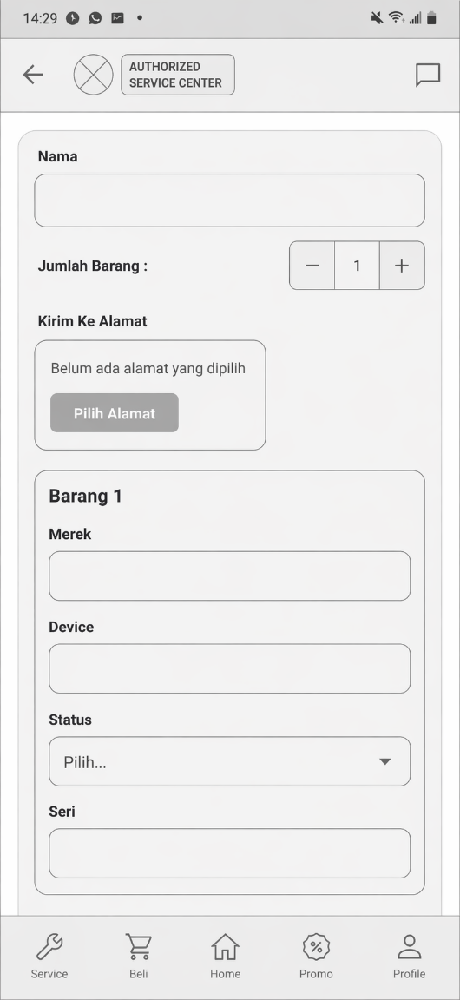 14:29
AUTHORIZED
SERVICE CENTER
Nama
Jumlah Barang :
1
Kirim Ke Alamat
Belum ada alamat yang dipilih
Pilih Alamat
Barang 1
Merek
Device
Status
Pilih...
Seri
Service
Beli
Home
Promo
Profile